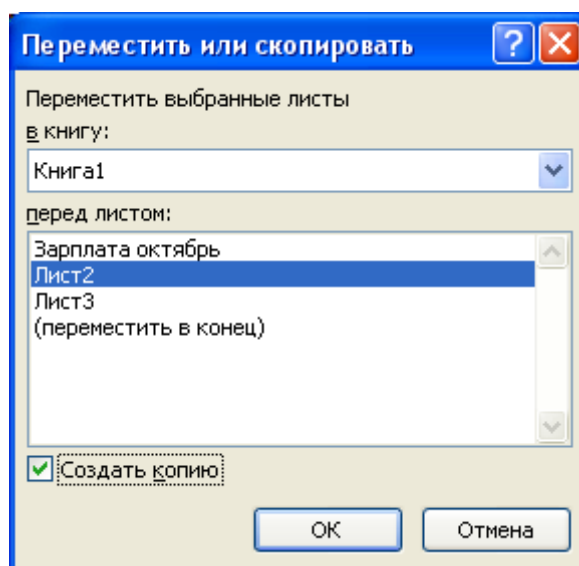 Переместить или скопировать
Переместить выбранные листы
в книгу:
Книга1
перед листом:
Зарплата октябрь
Лист2
Лист3
(переместить в конец)
Создать копию
ОК
Отмена